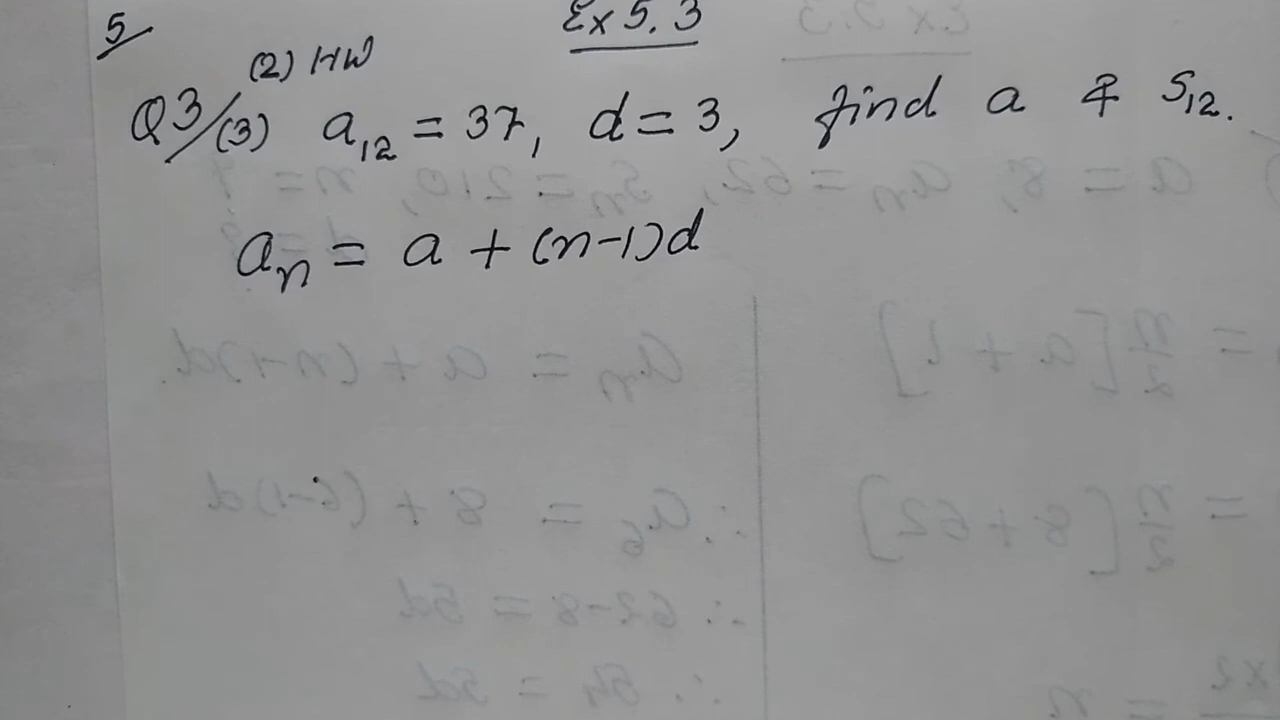 5
Ex 5.3
(2) HW
Q3/(3) a₁₂ = 37, d = 3, find a & S₁₂.
aₙ = a + (n-1)d